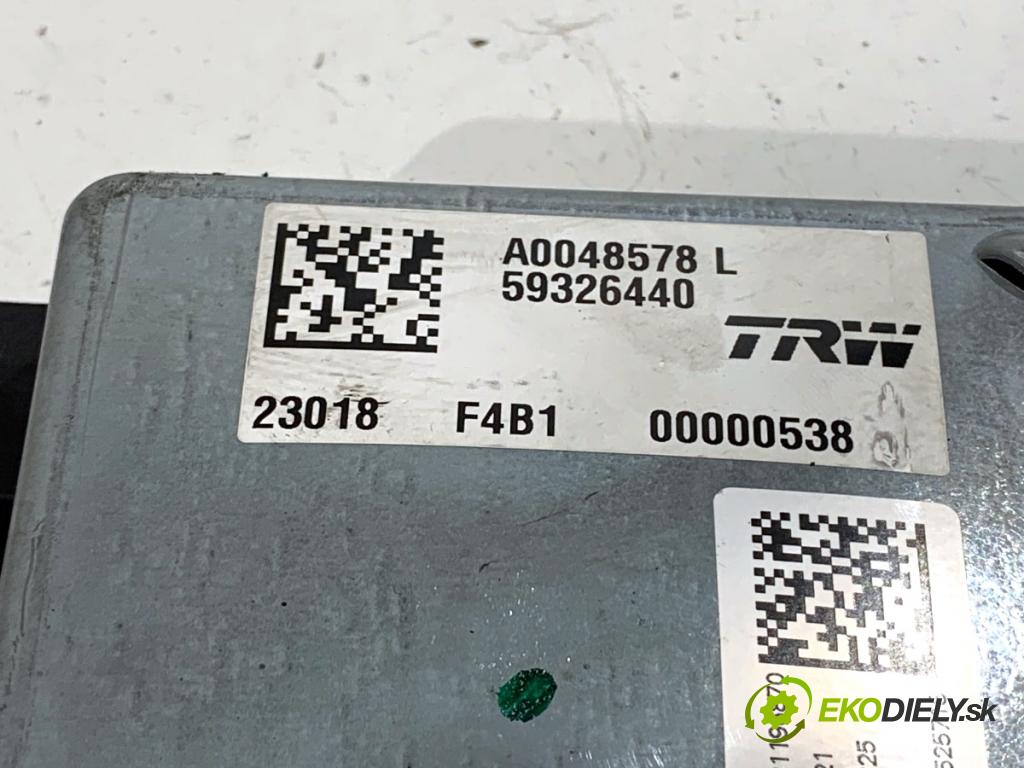 A0048578 L
59326440
TRW
23018 F4B1 00000538
EKODIELY.sk